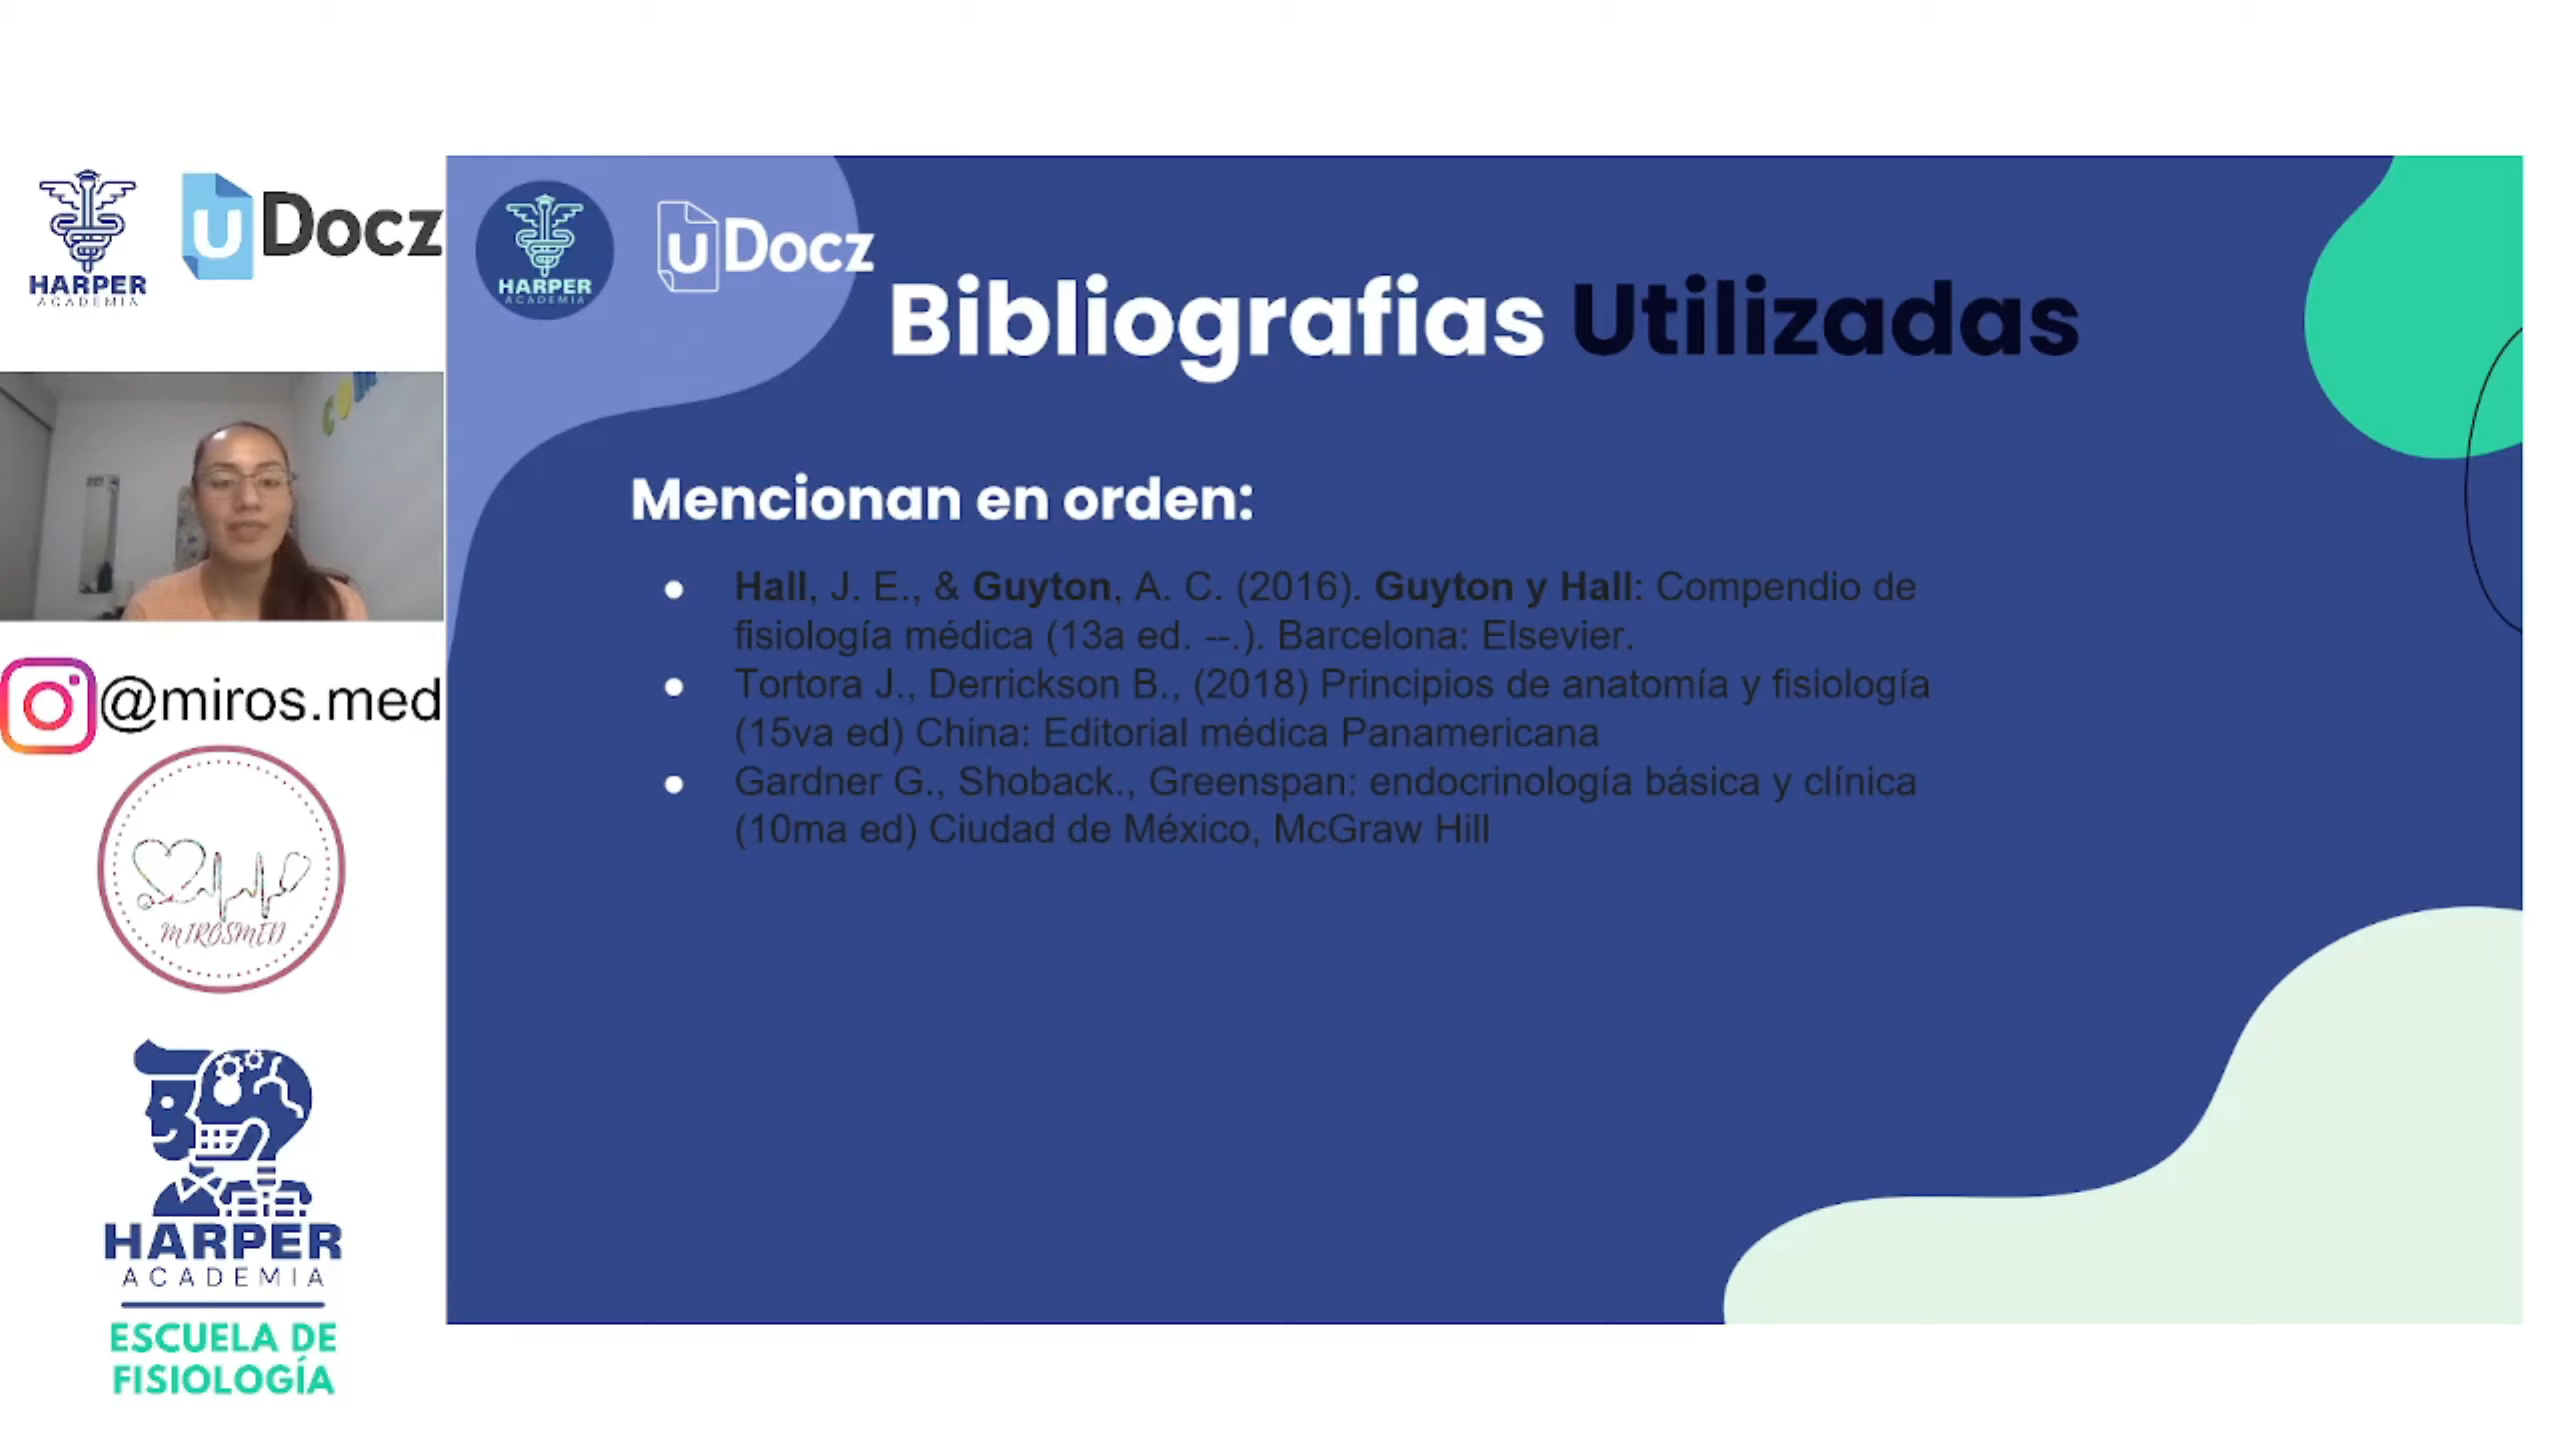 HARPER
ACADEMIA
uDocz
@miros.med
MIROSMED
HARPER
ACADEMIA
ESCUELA DE
FISIOLOGÍA
HARPER
ACADEMIA
uDocz
Bibliografias Utilizadas
Mencionan en orden:
● Hall, J. E., & Guyton, A. C. (2016). Guyton y Hall: Compendio de
fisiología médica (13a ed. --.). Barcelona: Elsevier.
● Tortora J., Derrickson B., (2018) Principios de anatomía y fisiología
(15va ed) China: Editorial médica Panamericana
● Gardner G., Shoback., Greenspan: endocrinología básica y clínica
(10ma ed) Ciudad de México, McGraw Hill